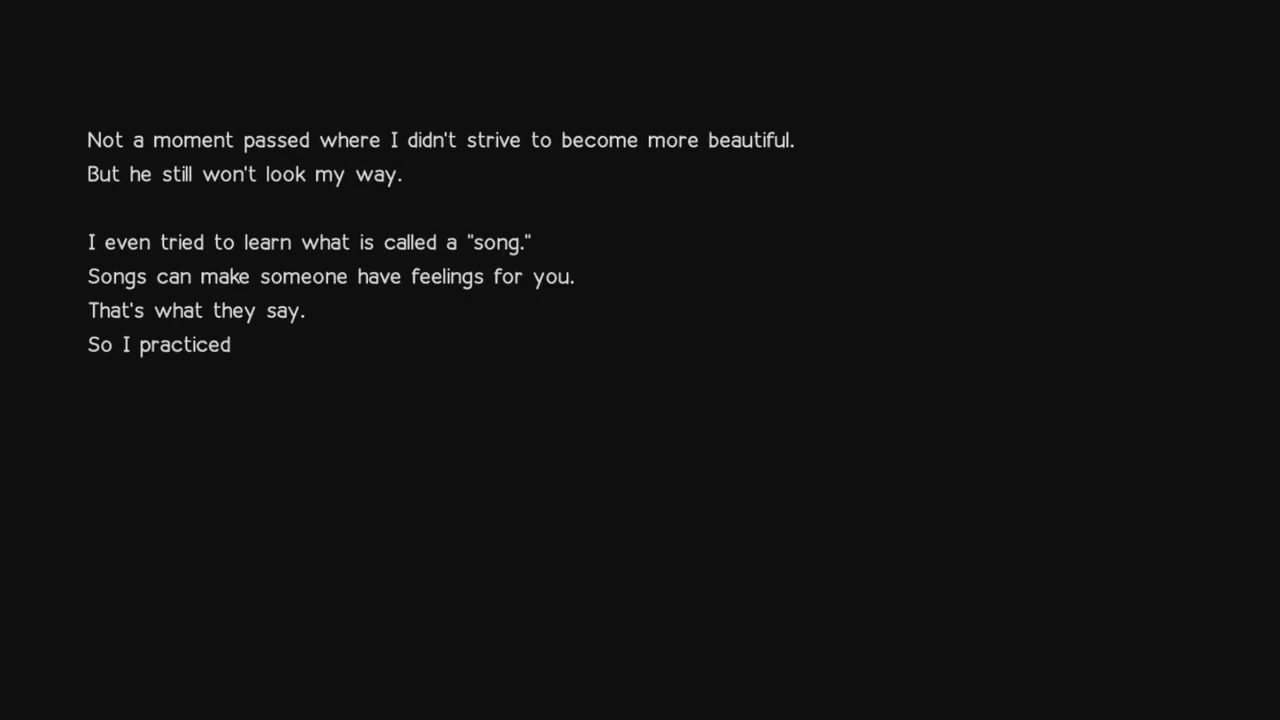 Not a moment passed where I didn't strive to become more beautiful.
But he still won't look my way.
I even tried to learn what is called a "song."
Songs can make someone have feelings for you.
That's what they say.
So I practiced